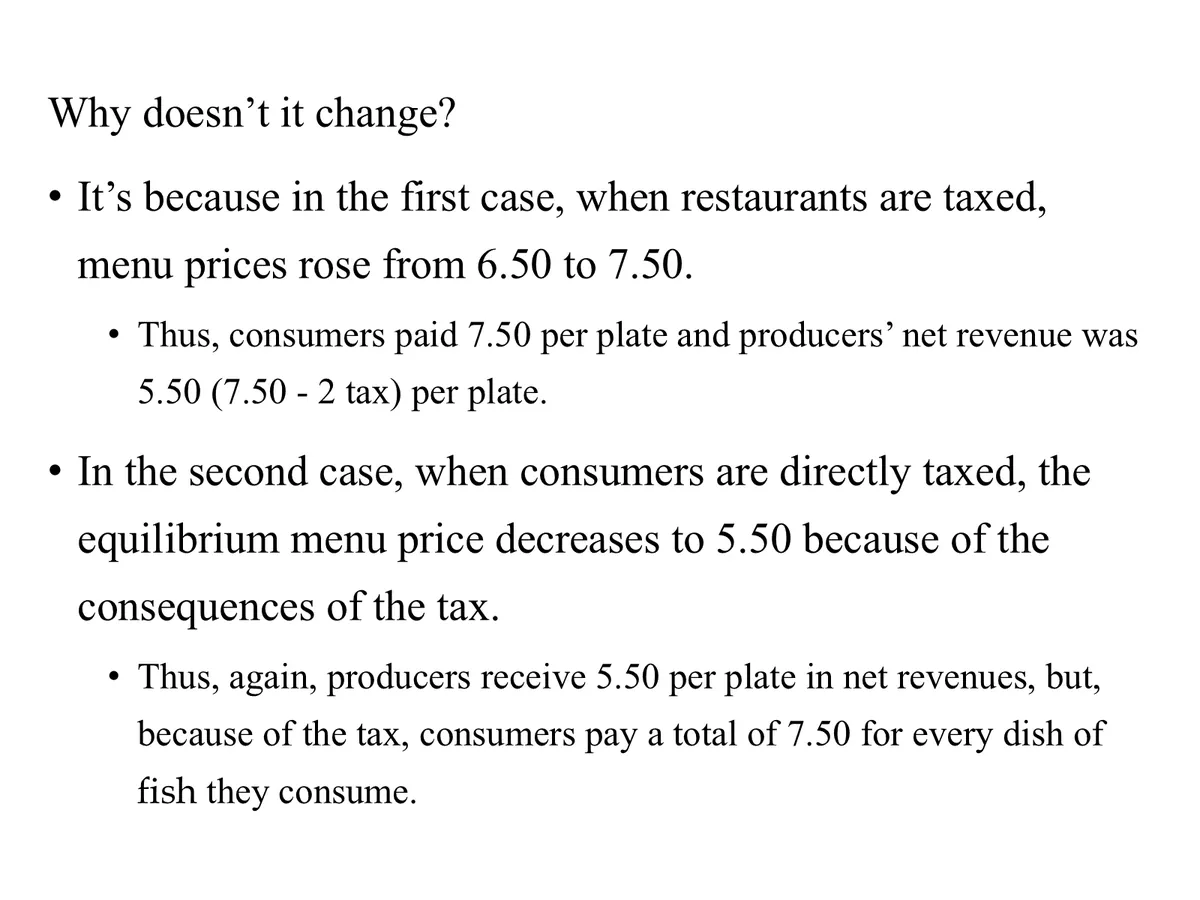 Why doesn’t it change?
• It’s because in the first case, when restaurants are taxed,
menu prices rose from 6.50 to 7.50.
• Thus, consumers paid 7.50 per plate and producers’ net revenue was
5.50 (7.50 - 2 tax) per plate.
• In the second case, when consumers are directly taxed, the
equilibrium menu price decreases to 5.50 because of the
consequences of the tax.
• Thus, again, producers receive 5.50 per plate in net revenues, but,
because of the tax, consumers pay a total of 7.50 for every dish of
fish they consume.